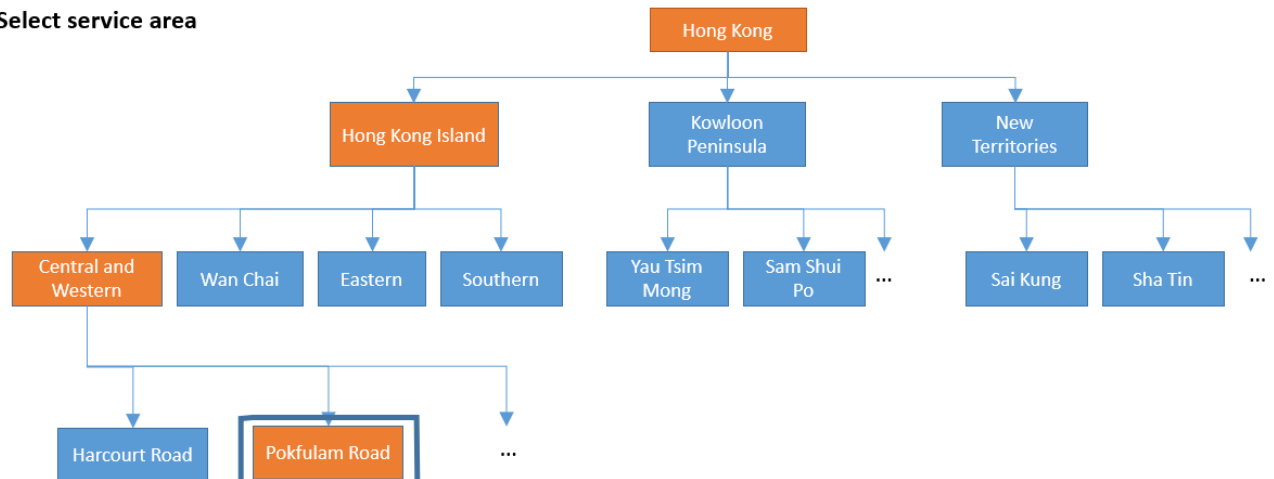 Select service area
Hong Kong
Hong Kong Island
Kowloon
Peninsula
New
Territories
Central and
Western
Wan Chai
Eastern
Southern
Yau Tsim
Mong
Sam Shui
Po
...
Sai Kung
Sha Tin
...
Harcourt Road
Pokfulam Road
...